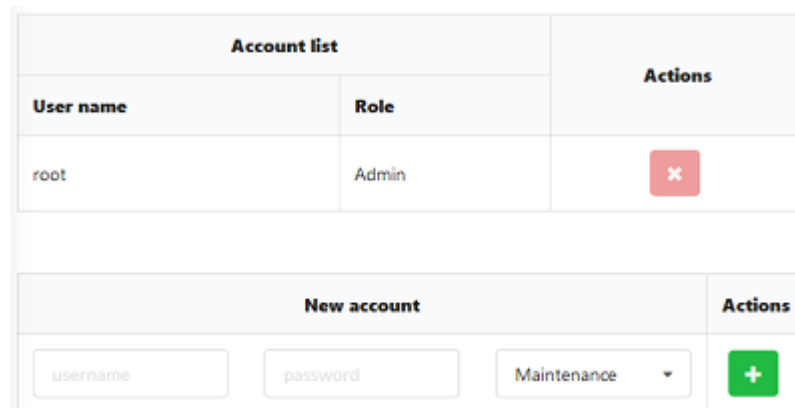 Account list
Actions
User name Role
root Admin
New account Actions
username password Maintenance